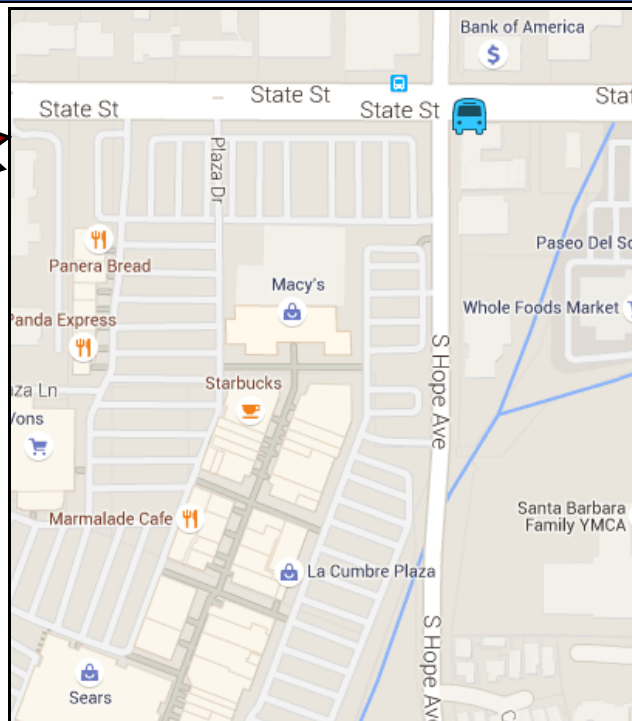 Bank of America
$
State St
State St
State St
Stat
Plaza Dr
Paseo Del So
Panera Bread
Macy's
Whole Foods Market
Panda Express
S Hope Ave
Starbucks
za Ln
Vons
Santa Barbara
Family YMCA
Marmalade Cafe
La Cumbre Plaza
S Hope Ave
Sears